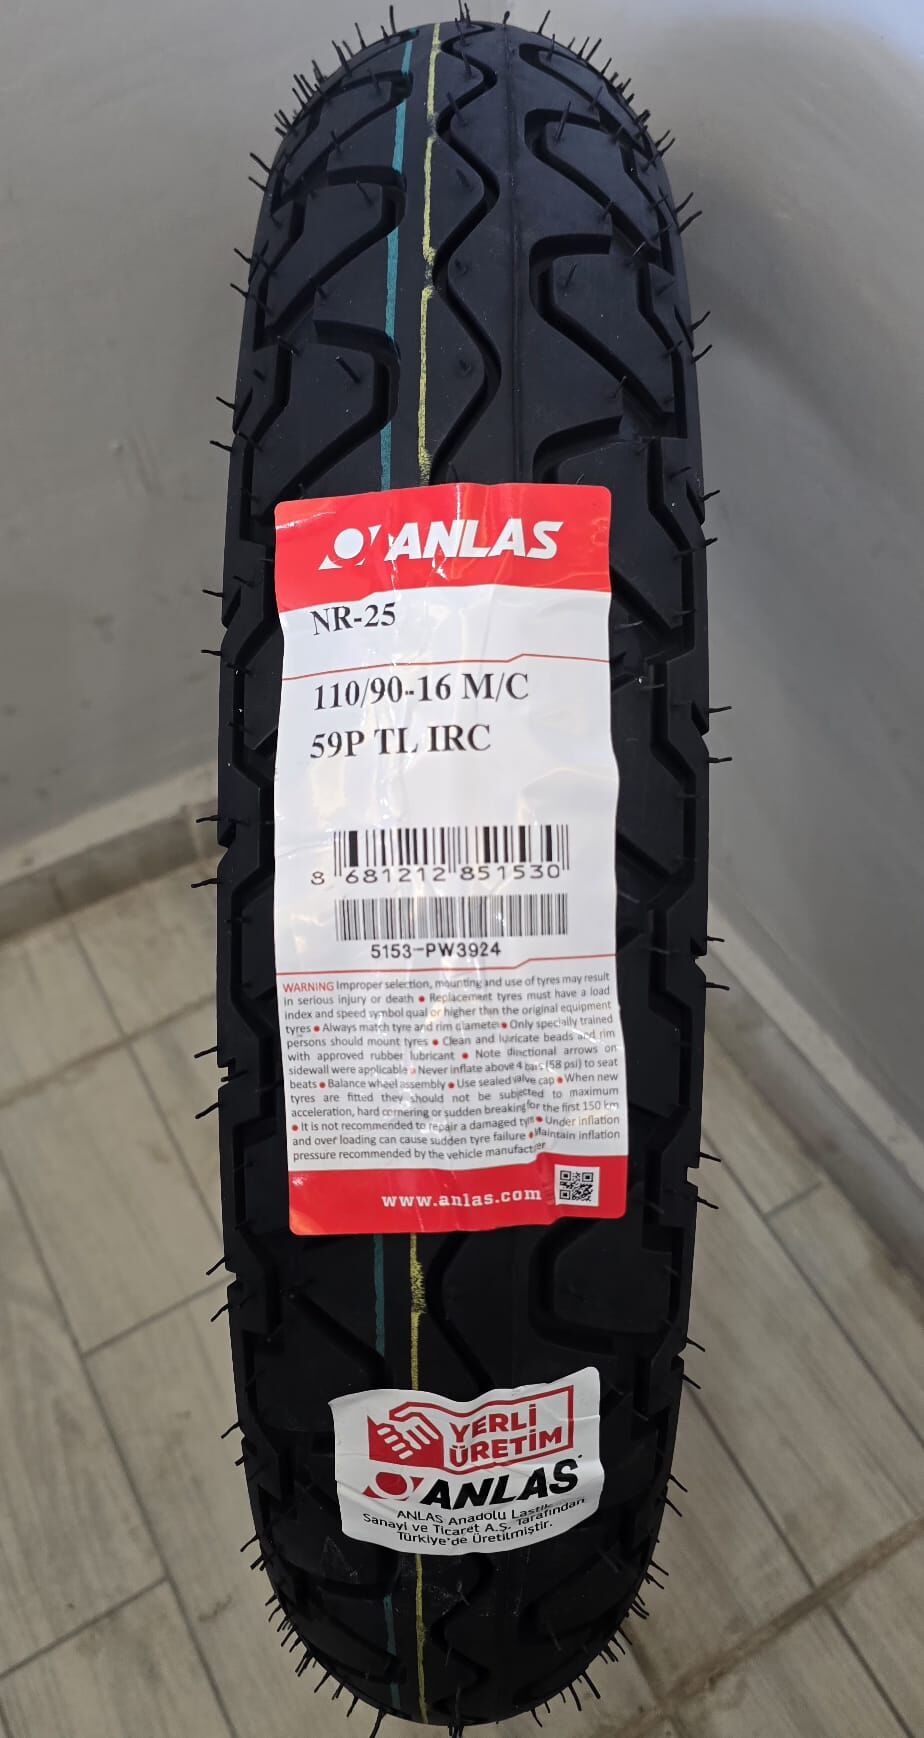 ANLAS
NR-25
110/90-16 M/C
59P TL IRC
8 681212 851530
5153-PW3924
WARNING Improper selection, mounting and use of tyres may result
in serious injury or death • Replacement tyres must have a load
index and speed symbol qual or higher than the original equipment
tyres • Always match tyre and rim diameter • Only specially trained
persons should mount tyres • Clean and luricate beads and rim
with approved rubber lubricant • Note directional arrows on
sidewall were applicable • Never inflate above 4 bars (58 psi) to seat
beats • Balance wheel assembly • Use sealed valve cap • When new
tyres are fitted they should not be subjected to maximum
acceleration, hard cornering or sudden breaking for the first 150 km
• It is not recommended to repair a damaged tyre • Under inflation
and over loading can cause sudden tyre failure • Maintain inflation
pressure recommended by the vehicle manufacturer
www.anlas.com
YERLİ
ÜRETİM
ANLAS
ANLAS Anadolu Lastik
Sanayi ve Ticaret A.Ş. Tarafından
Türkiye'de Üretilmiştir.